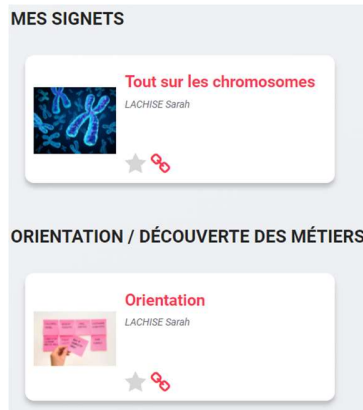 MES SIGNETS
Tout sur les chromosomes
LACHISE Sarah
ORIENTATION / DÉCOUVERTE DES MÉTIERS
Orientation
LACHISE Sarah